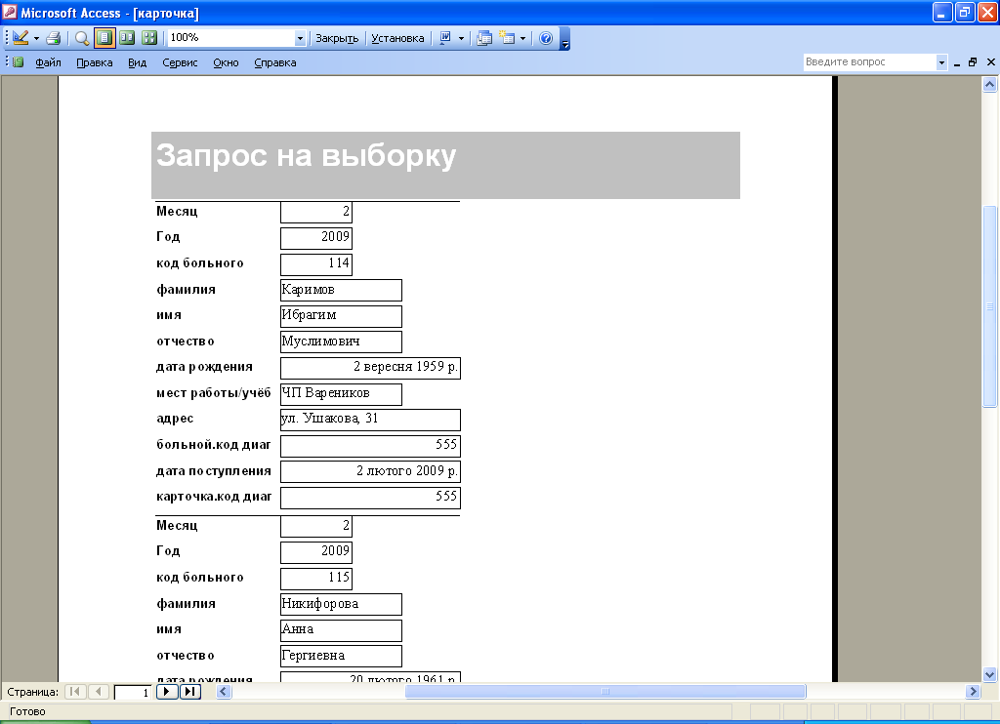 Microsoft Access - [карточка]
100% Закрыть Установка
Файл Правка Вид Сервис Окно Справка Введите вопрос
Запрос на выборку
Месяц 2
Год 2009
код больного 114
фамилия Каримов
имя Ибрагим
отчество Муслимович
дата рождения 2 вересня 1959 р.
мест работы/учёб ЧП Вареников
адрес ул. Ушакова, 31
больной.код диаг 555
дата поступления 2 лютого 2009 р.
карточка.код диаг 555
Месяц 2
Год 2009
код больного 115
фамилия Никифорова
имя Анна
отчество Гергиевна
дата рождения 20 лютого 1961 р.
Страница: 1
Готово